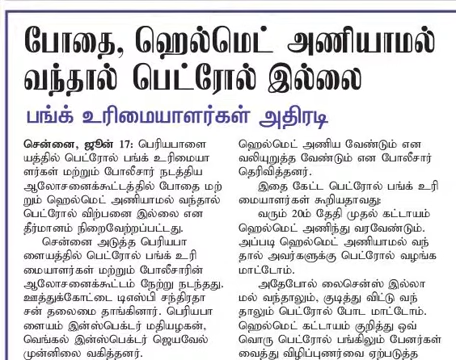 போதை, ஹெல்மெட் அணியாமல்
வந்தால் பெட்ரோல் இல்லை
பங்க் உரிமையாளர்கள் அதிரடி
சென்னை, ஜூன் 17: பெரியபாளை
யத்தில் பெட்ரோல் பங்க் உரிமையா
ளர்கள் மற்றும் போலீசார் நடத்திய
ஆலோசனைக்கூட்டத்தில் போதை மற்
றும் ஹெல்மெட் அணியாமல் வந்தால்
பெட்ரோல் விற்பனை இல்லை என
தீர்மானம் நிறைவேற்றப்பட்டது.
சென்னை அடுத்த பெரியபா
ளையத்தில் பெட்ரோல் பங்க் உரி
மையாளர்கள் மற்றும் போலீசாரின்
ஆலோசனைக்கூட்டம் நேற்று நடந்தது.
ஊத்துக்கோட்டை டிஎஸ்பி சந்திரதா
சன் தலைமை தாங்கினார். பெரியபா
ளையம் இன்ஸ்பெக்டர் மதியழகன்,
வெங்கல் இன்ஸ்பெக்டர் ஜெயவேல்
முன்னிலை வகித்தனர்.
ஹெல்மெட் அணிய வேண்டும் என
வலியுறுத்த வேண்டும் என போலீசார்
தெரிவித்தனர்.
இதை கேட்ட பெட்ரோல் பங்க் உரி
மையாளர்கள் கூறியதாவது:
வரும் 20ம் தேதி முதல் கட்டாயம்
ஹெல்மெட் அணிந்து வரவேண்டும்.
அப்படி ஹெல்மெட் அணியாமல் வந்
தால் அவர்களுக்கு பெட்ரோல் வழங்க
மாட்டோம்.
அதேபோல் லைசென்ஸ் இல்லா
மல் வந்தாலும், குடித்து விட்டு வந்
தாலும் பெட்ரோல் போட மாட்டோம்.
ஹெல்மெட் கட்டாயம் குறித்து ஒவ்
வொரு பெட்ரோல் பங்கிலும் பேனர்கள்
வைத்து விழிப்புணர்வை ஏற்படுத்த